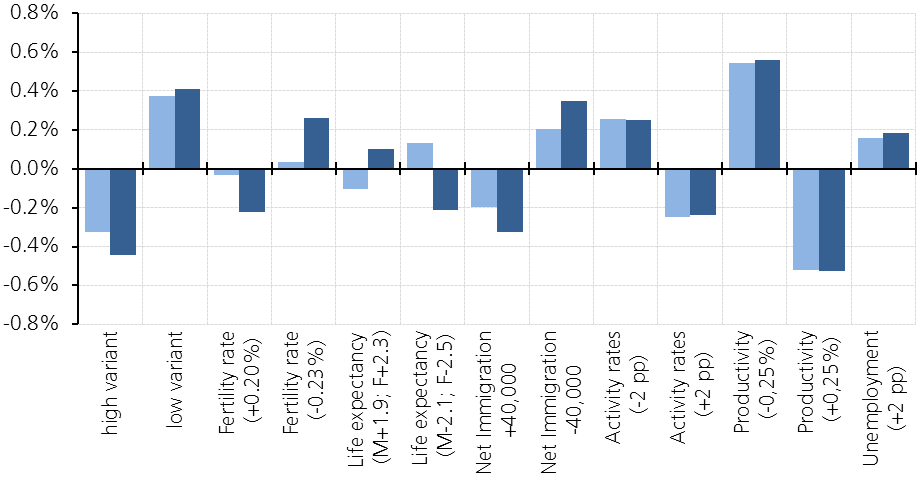 0.8%
0.6%
0.4%
0.2%
0.0%
-0.2%
-0.4%
-0.6%
-0.8%
high variant
low variant
Fertility rate
(+0.20%)
Fertility rate
(-0.23%)
Life expectancy
(M+1.9; F+2.3)
Life expectancy
(M-2.1; F-2.5)
Net Immigration
+40,000
Net Immigration
-40,000
Activity rates
(-2 pp)
Activity rates
(+2 pp)
Productivity
(-0,25%)
Productivity
(+0,25%)
Unemployment
(+2 pp)